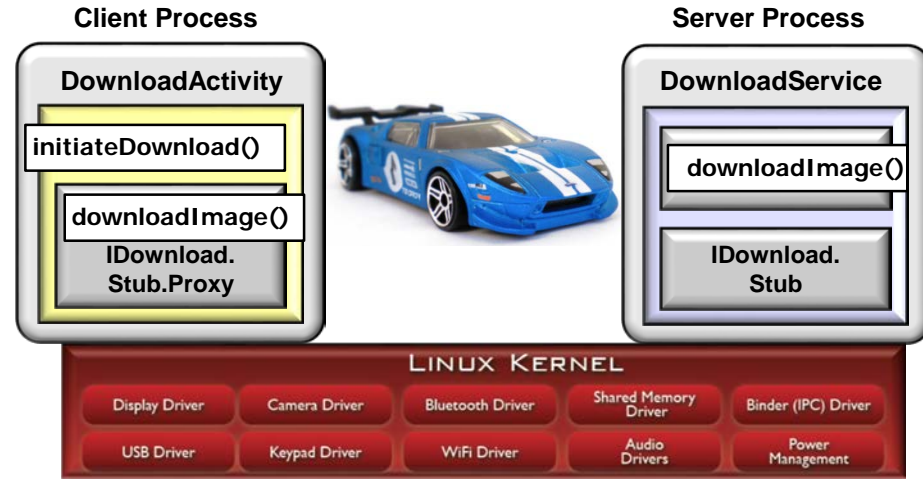 Client Process
Server Process
DownloadActivity
initiateDownload()
downloadImage()
IDownload.
Stub.Proxy
DownloadService
downloadImage()
IDownload.
Stub
LINUX KERNEL
Display Driver
Camera Driver
Bluetooth Driver
Shared Memory
Driver
Binder (IPC) Driver
USB Driver
Keypad Driver
WiFi Driver
Audio
Drivers
Power
Management